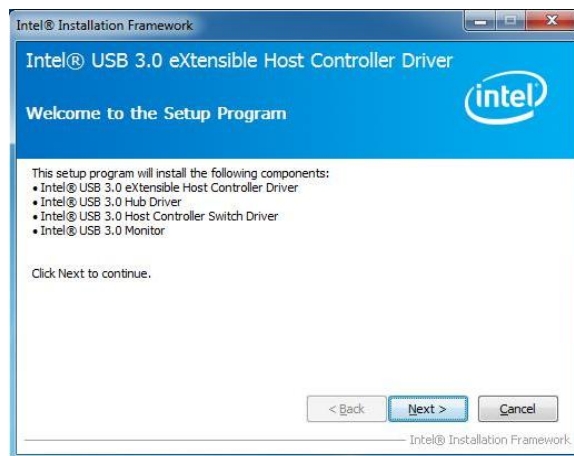 Intel® Installation Framework
Intel® USB 3.0 eXtensible Host Controller Driver
intel®
Welcome to the Setup Program
This setup program will install the following components:
• Intel® USB 3.0 eXtensible Host Controller Driver
• Intel® USB 3.0 Hub Driver
• Intel® USB 3.0 Host Controller Switch Driver
• Intel® USB 3.0 Monitor
Click Next to continue.
< Back Next > Cancel
Intel® Installation Framework